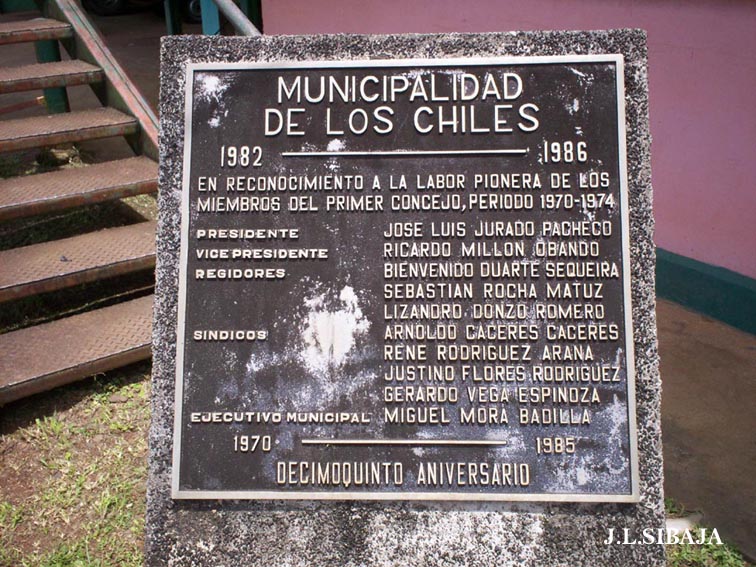 MUNICIPALIDAD
DE LOS CHILES
1982 1986
EN RECONOCIMIENTO A LA LABOR PIONERA DE LOS
MIEMBROS DEL PRIMER CONCEJO, PERIODO 1970-1974
PRESIDENTE JOSE LUIS JURADO PACHECO
VICE PRESIDENTE RICARDO MILLON OBANDO
REGIDORES BIENVENIDO DUARTE SEQUEIRA
SEBASTIAN ROCHA MATUZ
LIZANDRO DONZO ROMERO
SINDICOS ARNOLDO CACERES CACERES
RENE RODRIGUEZ ARANA
JUSTINO FLORES RODRIGUEZ
GERARDO VEGA ESPINOZA
EJECUTIVO MUNICIPAL MIGUEL MORA BADILLA
1970 1985
DECIMOQUINTO ANIVERSARIO
J.L.SIBAJA